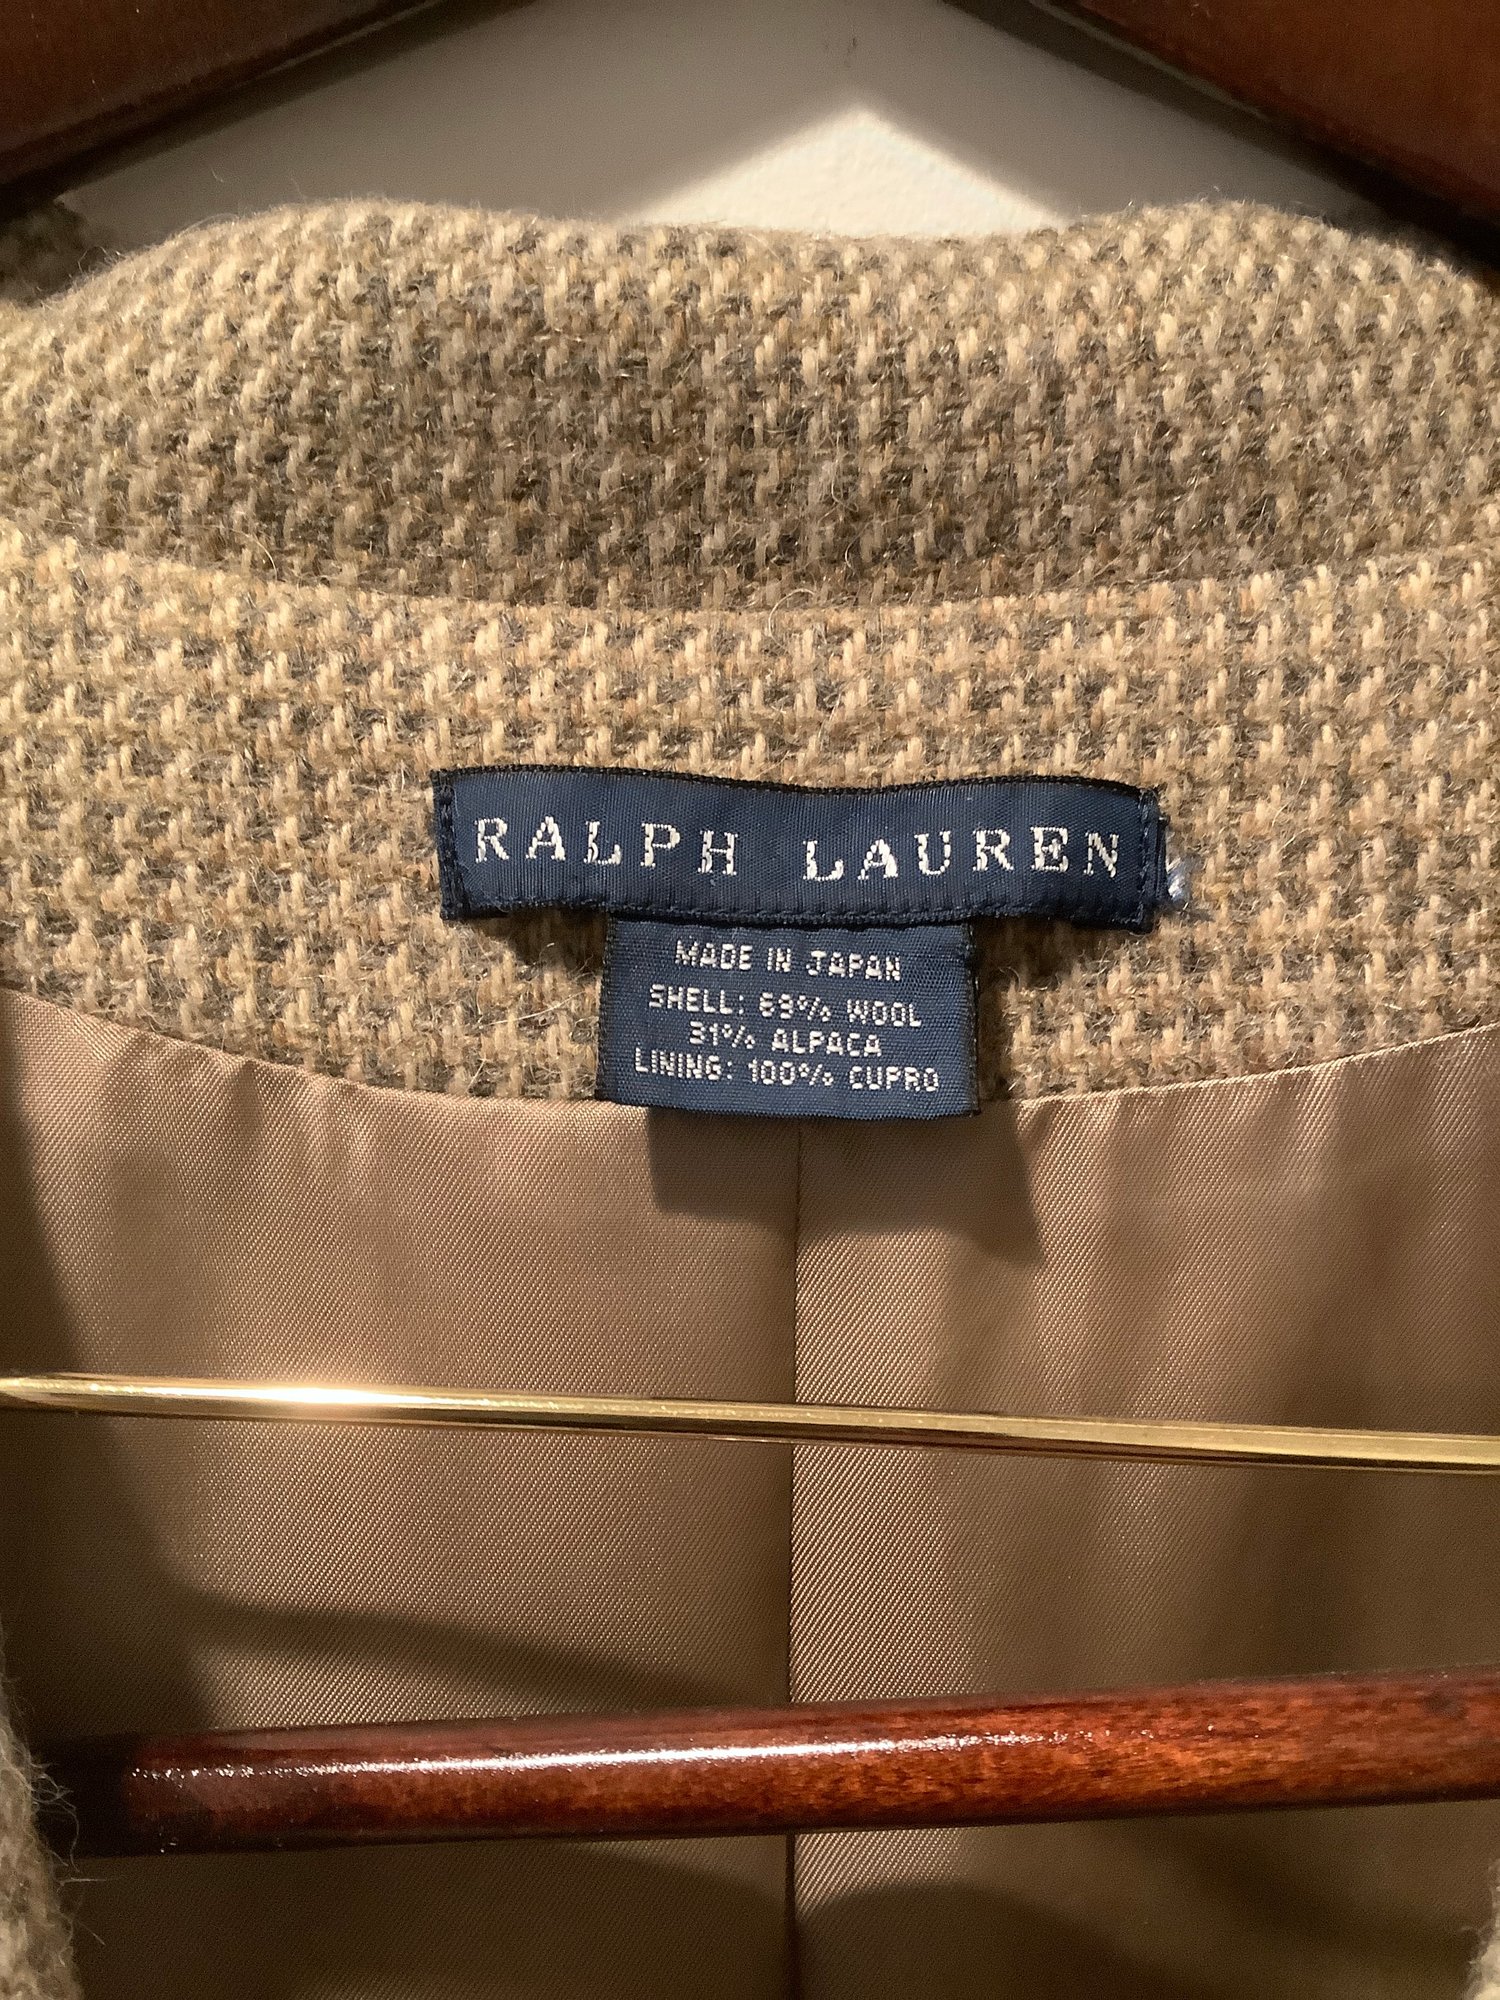 RALPH LAUREN
MADE IN JAPAN
SHELL: 69% WOOL
31% ALPACA
LINING: 100% CUPRO